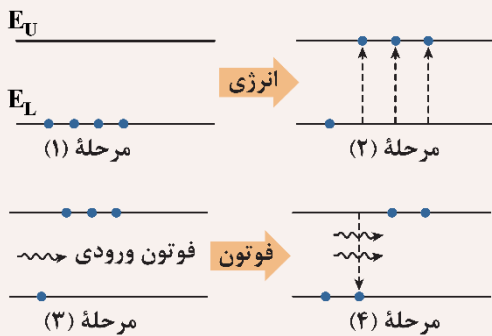 E_U
E_L
انرژی
مرحلهٔ (۱)
مرحلهٔ (۲)
فوتون ورودی
فوتون
مرحلهٔ (۳)
مرحلهٔ (۴)